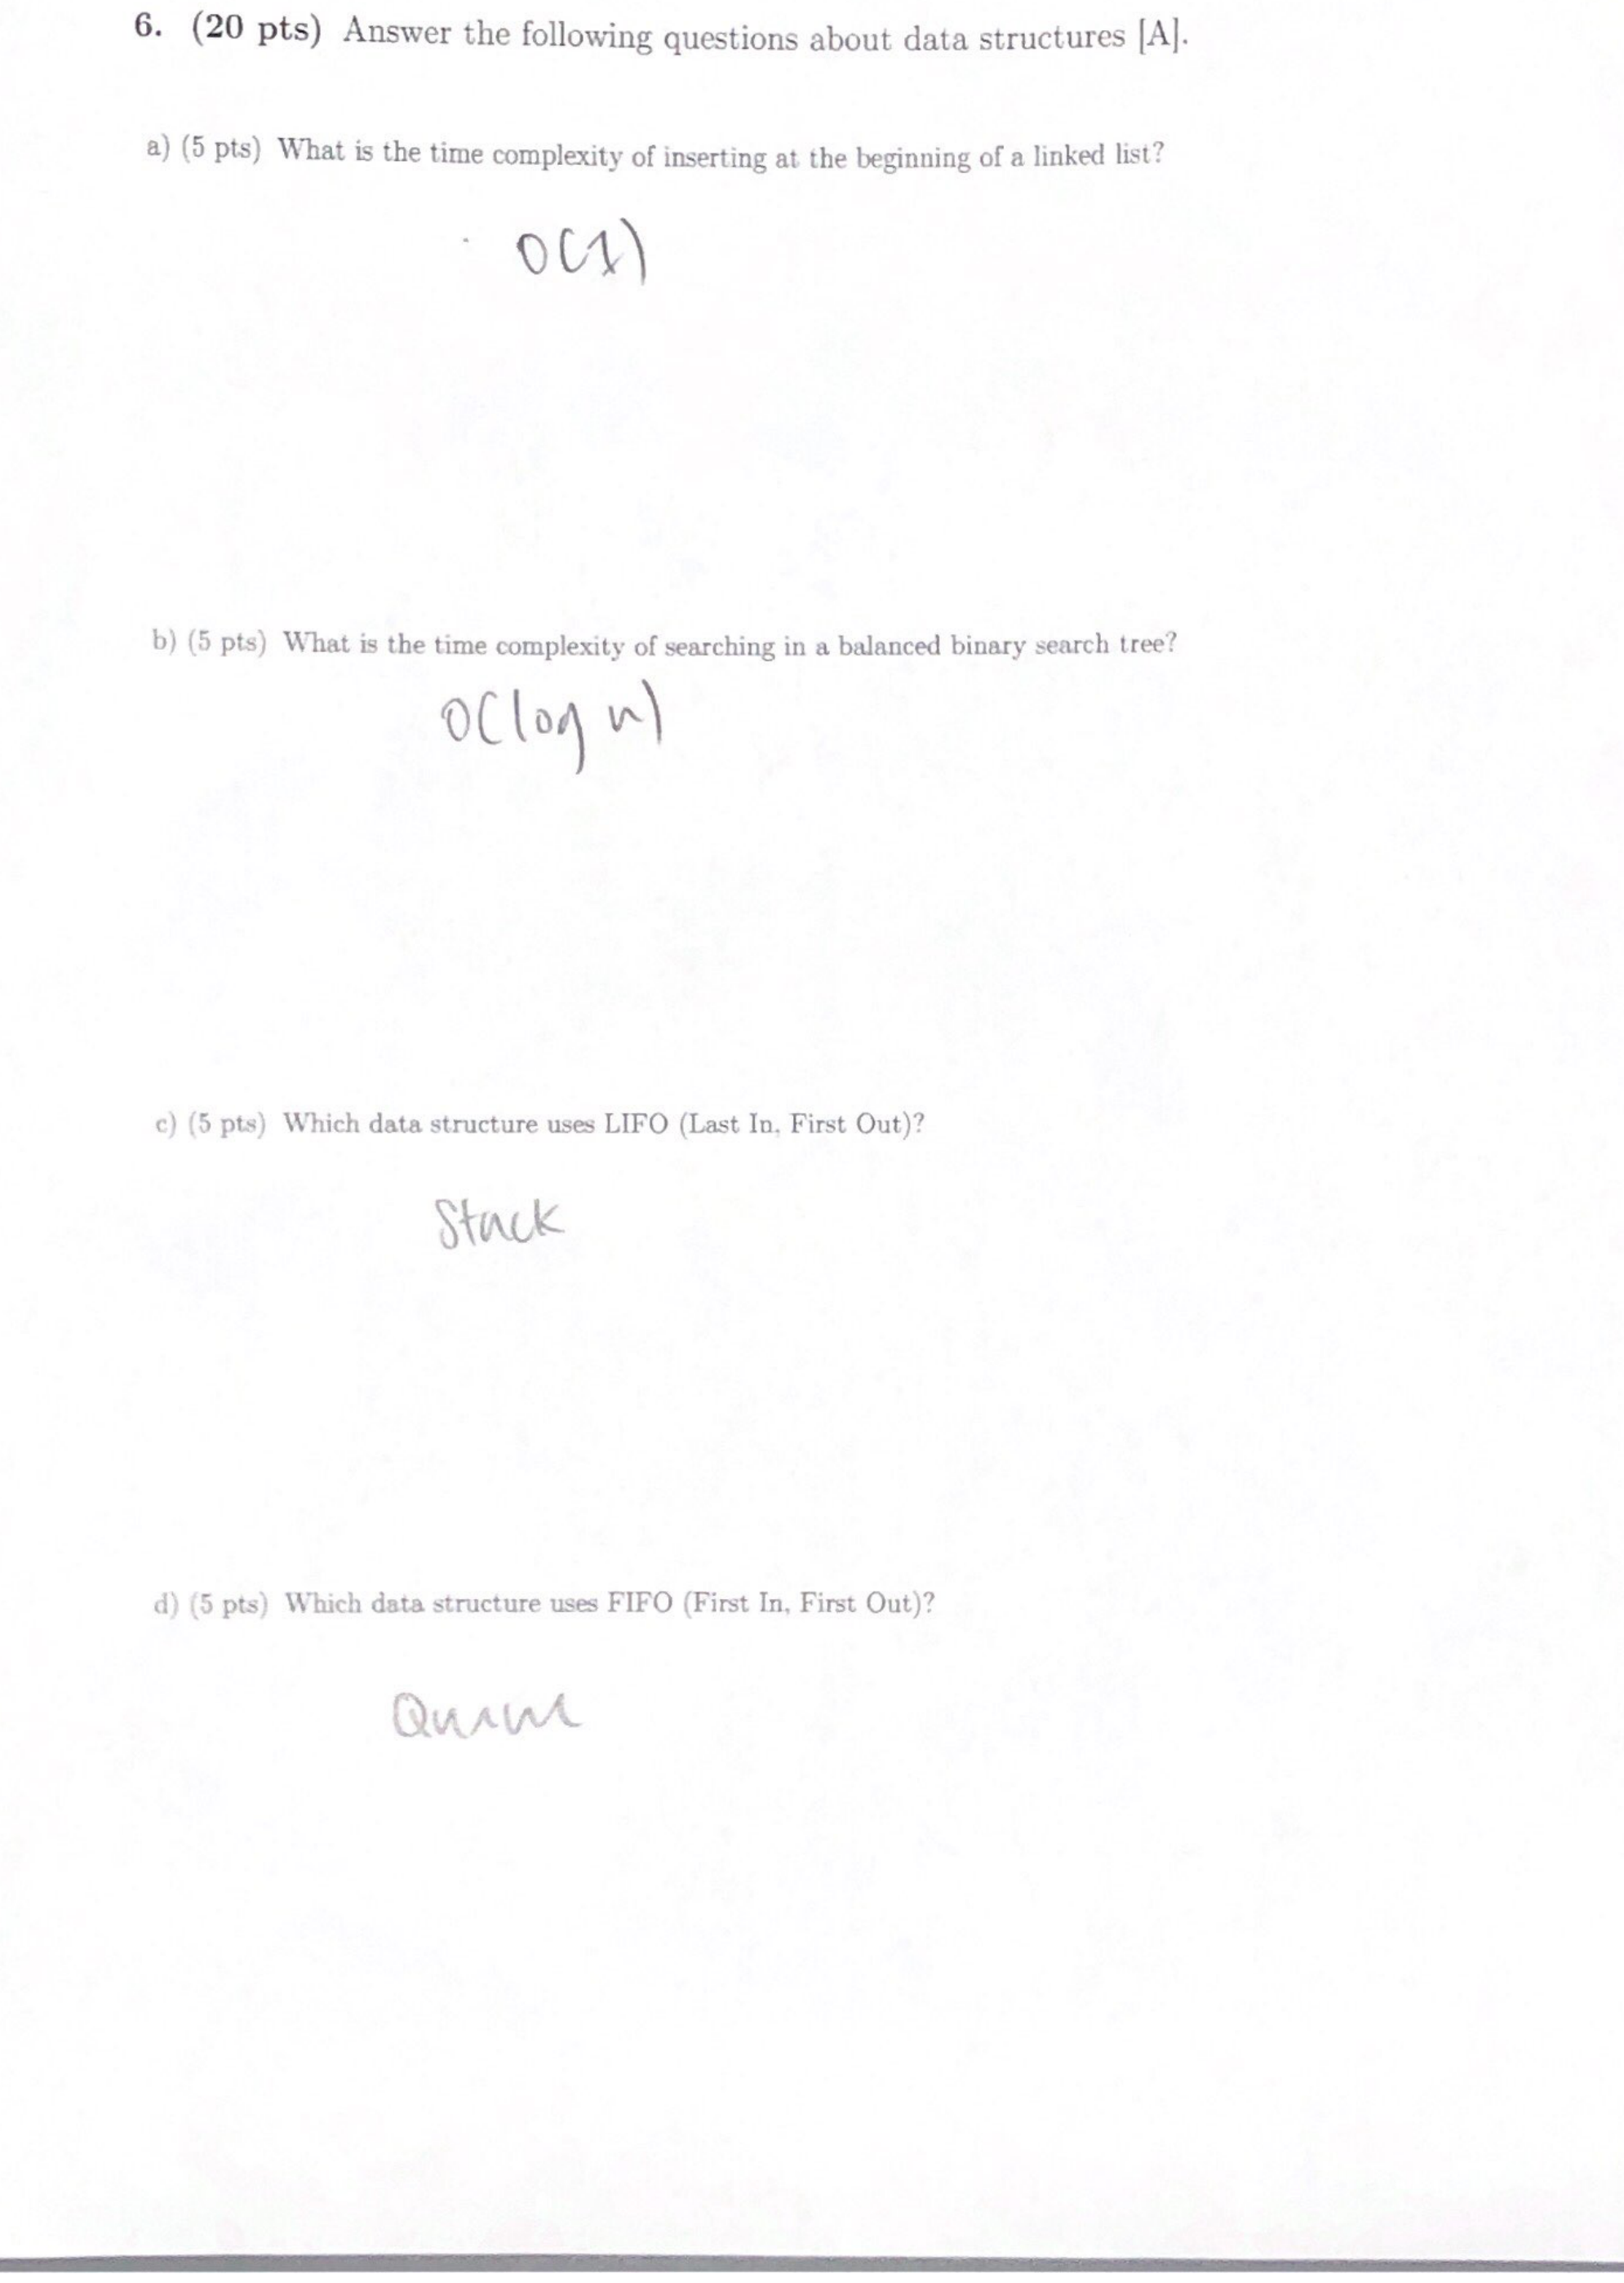 6. (20 pts) Answer the following questions about data structures [A].
a) (5 pts) What is the time complexity of inserting at the beginning of a linked list?
O(1)
b) (5 pts) What is the time complexity of searching in a balanced binary search tree?
O(log n)
c) (5 pts) Which data structure uses LIFO (Last In, First Out)?
Stack
d) (5 pts) Which data structure uses FIFO (First In, First Out)?
Queue